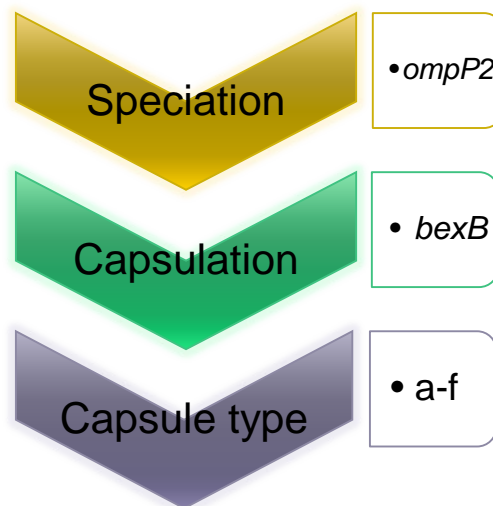 Speciation
• ompP2
Capsulation
• bexB
Capsule type
• a-f